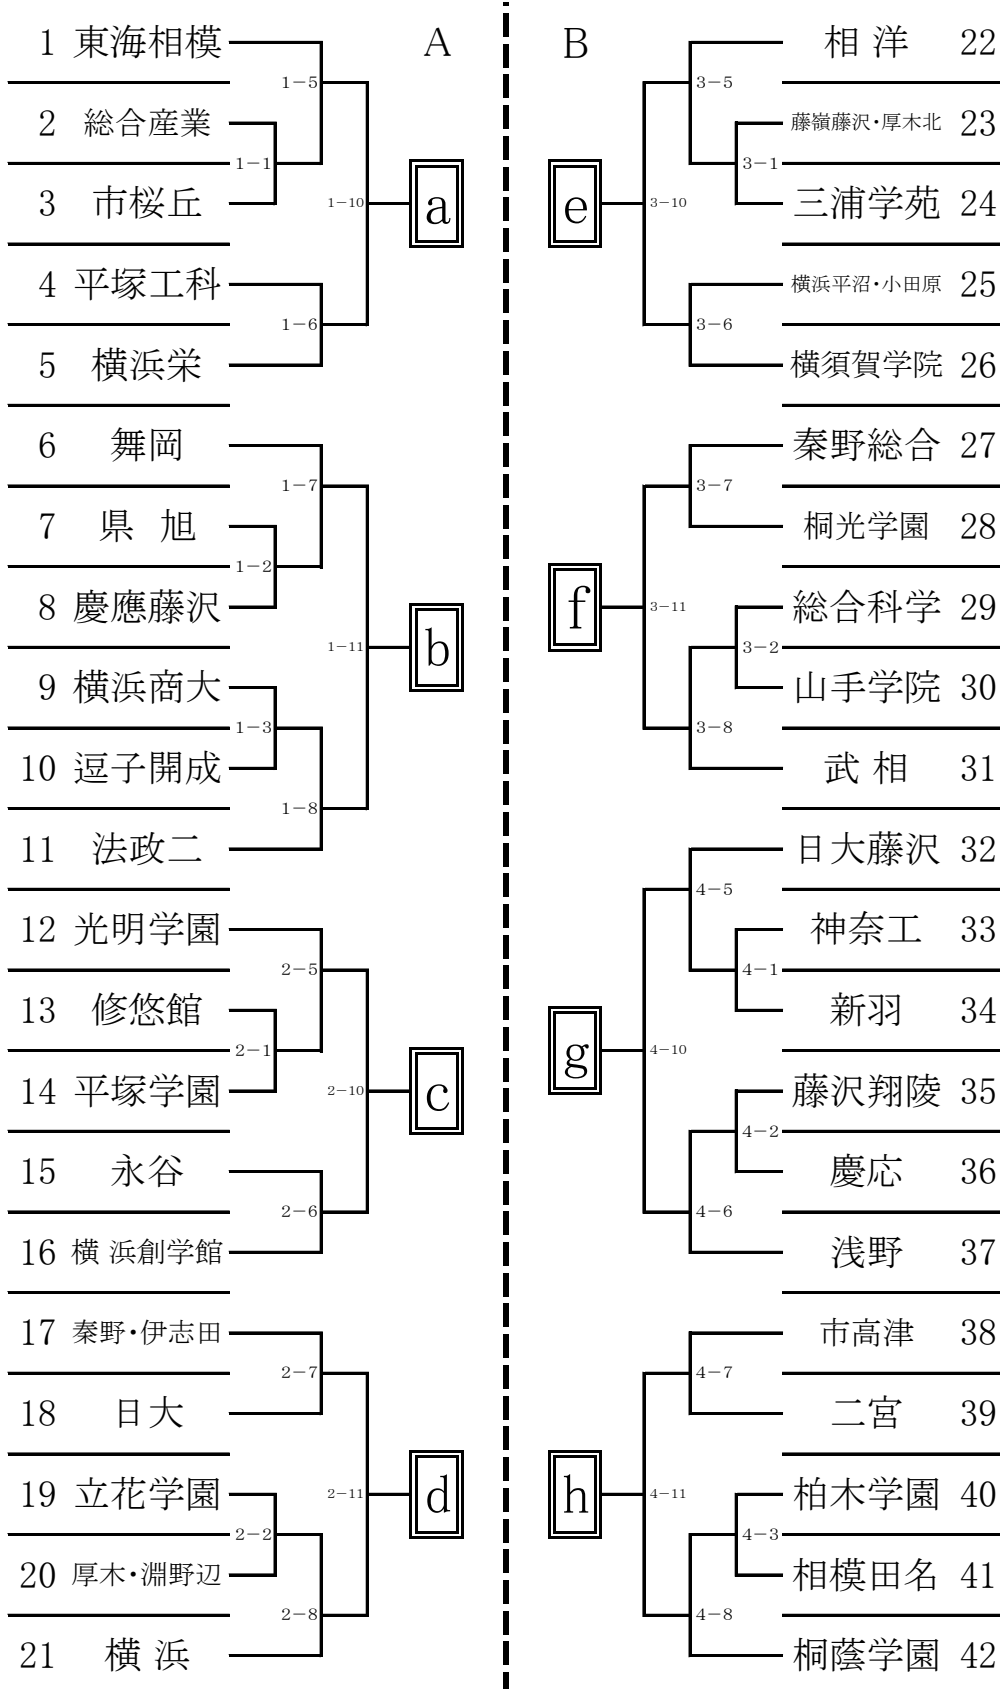 A
1 東海相模
1-5
2 総合産業
1-1
3 市桜丘
1-10
a
4 平塚工科
1-6
5 横浜栄
6 舞岡
1-7
7 県 旭
1-2
8 慶應藤沢
1-11
b
9 横浜商大
1-3
10 逗子開成
1-8
11 法政二
12 光明学園
2-5
13 修悠館
2-1
14 平塚学園
2-10
c
15 永谷
2-6
16 横 浜創学館
17 秦野・伊志田
2-7
18 日大
19 立花学園
2-11
d
2-2
20 厚木・淵野辺
2-8
21 横 浜
B
相 洋 22
3-5
藤嶺藤沢・厚木北 23
3-1
三浦学苑 24
e
3-10
横浜平沼・小田原 25
3-6
横須賀学院 26
秦野総合 27
3-7
桐光学園 28
f
3-11
総合科学 29
3-2
山手学院 30
3-8
武 相 31
日大藤沢 32
4-5
神奈工 33
4-1
新羽 34
g
4-10
藤沢翔陵 35
4-2
慶応 36
4-6
浅野 37
市高津 38
4-7
二宮 39
h
4-11
柏木学園 40
4-3
相模田名 41
4-8
桐蔭学園 42